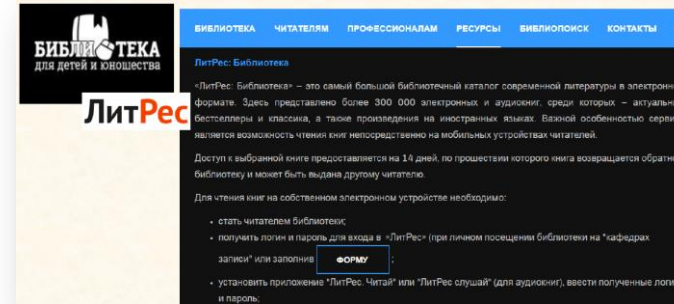 БИБЛИОТЕКА
для детей и юношества
ЛитРес
БИБЛИОТЕКА ЧИТАТЕЛЯМ ПРОФЕССИОНАЛАМ РЕСУРСЫ БИБЛИОПОИСК КОНТАКТЫ
ЛитРес: Библиотека
«ЛитРес: Библиотека» – это самый большой библиотечный каталог современной литературы в электронн
формате. Здесь представлено более 300 000 электронных и аудиокниг, среди которых – актуальн
бестселлеры и классика, а также произведения на иностранных языках. Важной особенностью серви
является возможность чтения книг непосредственно на мобильных устройствах читателей.
Доступ к выбранной книге предоставляется на 14 дней, по прошествии которого книга возвращается обратн
библиотеку и может быть выдана другому читателю.
Для чтения книг на собственном электронном устройстве необходимо:
• стать читателем библиотеки;
• получить логин и пароль для входа в «ЛитРес» (при личном посещении библиотеки на "кафедрах
записи" или заполнив ФОРМУ ;
• установить приложение "ЛитРес. Читай" или "ЛитРес слушай" (для аудиокниг), ввести полученные логи
и пароль;